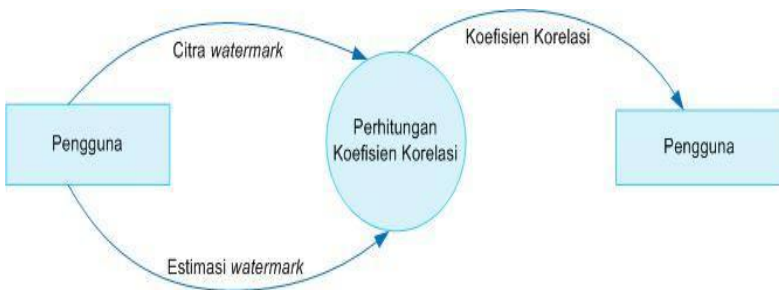 Citra watermark
Koefisien Korelasi
Pengguna
Perhitungan
Koefisien Korelasi
Pengguna
Estimasi watermark